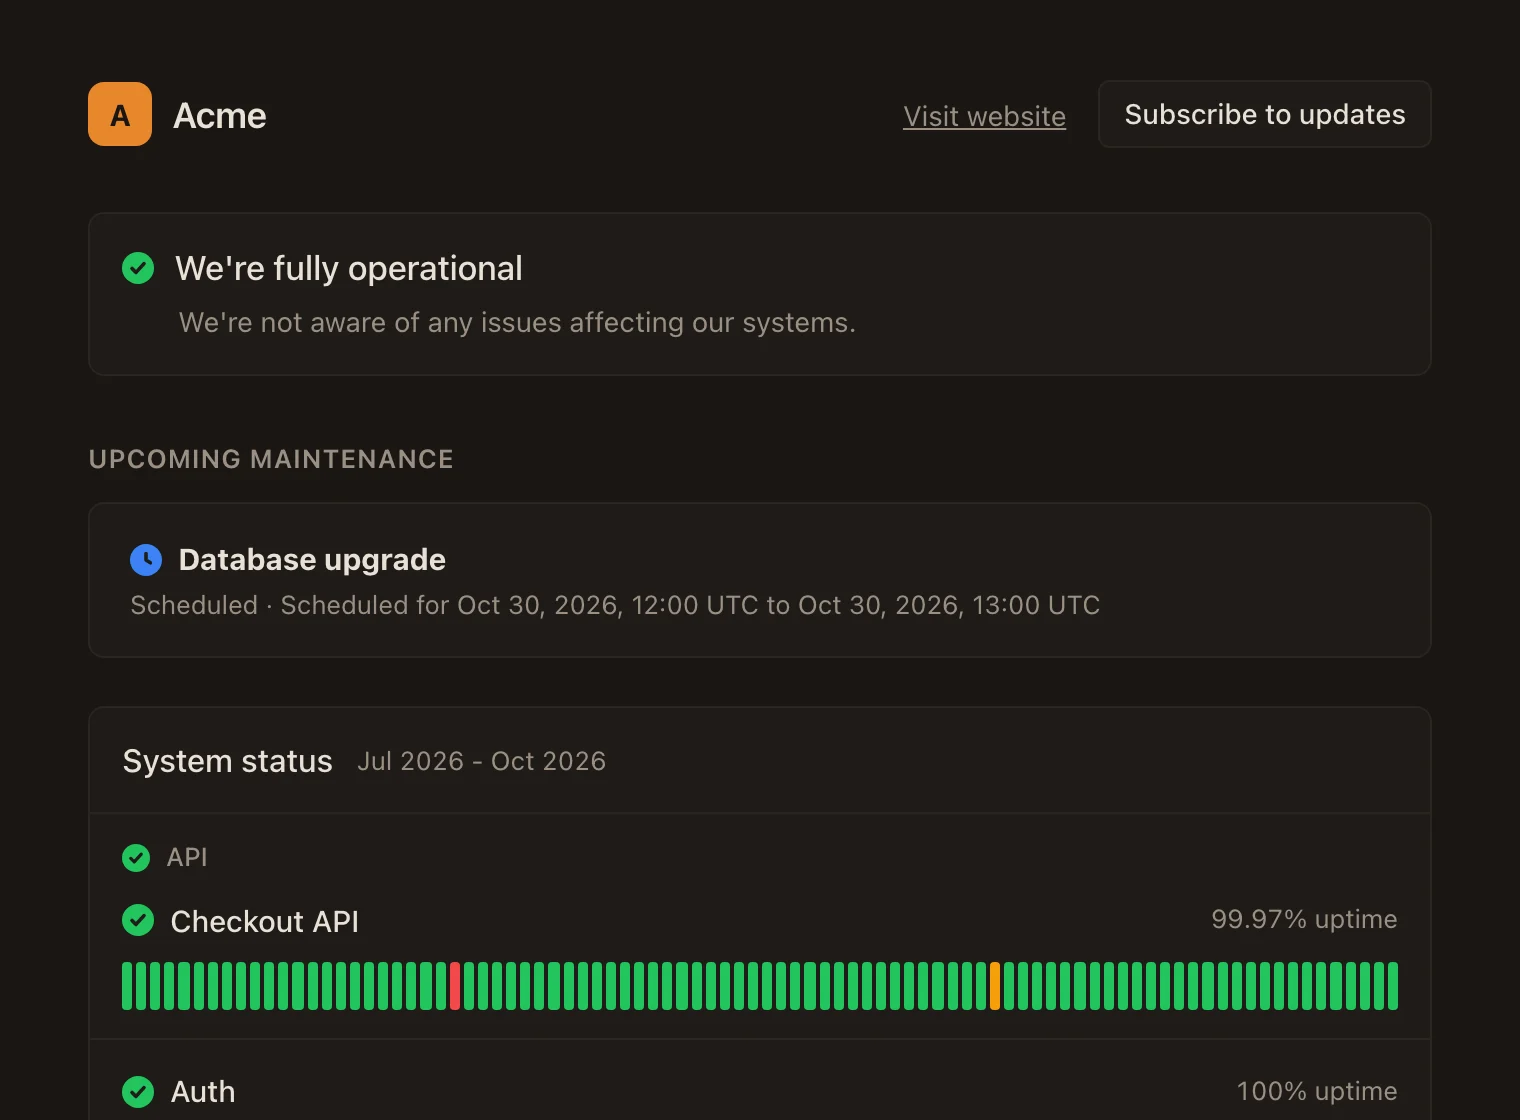 A
Acme
Visit website
Subscribe to updates
We're fully operational
We're not aware of any issues affecting our systems.
UPCOMING MAINTENANCE
Database upgrade
Scheduled · Scheduled for Oct 30, 2026, 12:00 UTC to Oct 30, 2026, 13:00 UTC
System status Jul 2026 - Oct 2026
API
Checkout API 99.97% uptime
Auth 100% uptime